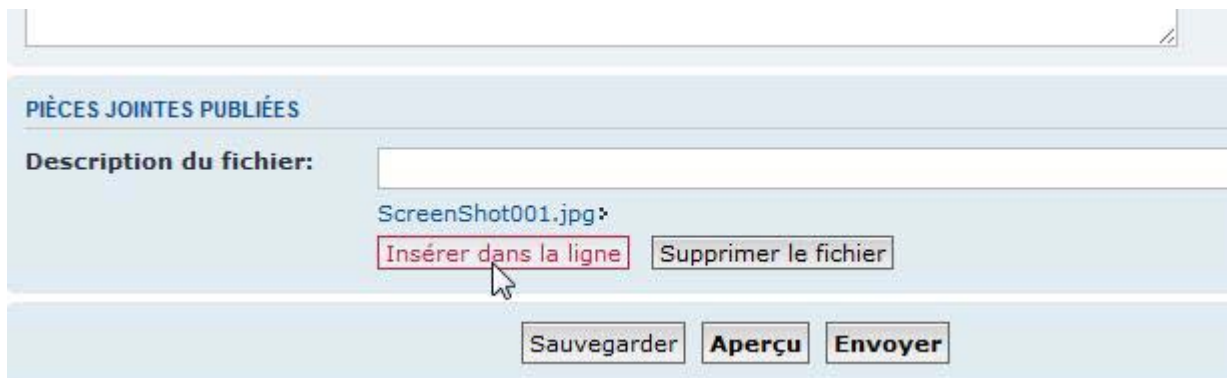 PIÈCES JOINTES PUBLIÉES
Description du fichier:
ScreenShot001.jpg
Insérer dans la ligne Supprimer le fichier
Sauvegarder Aperçu Envoyer